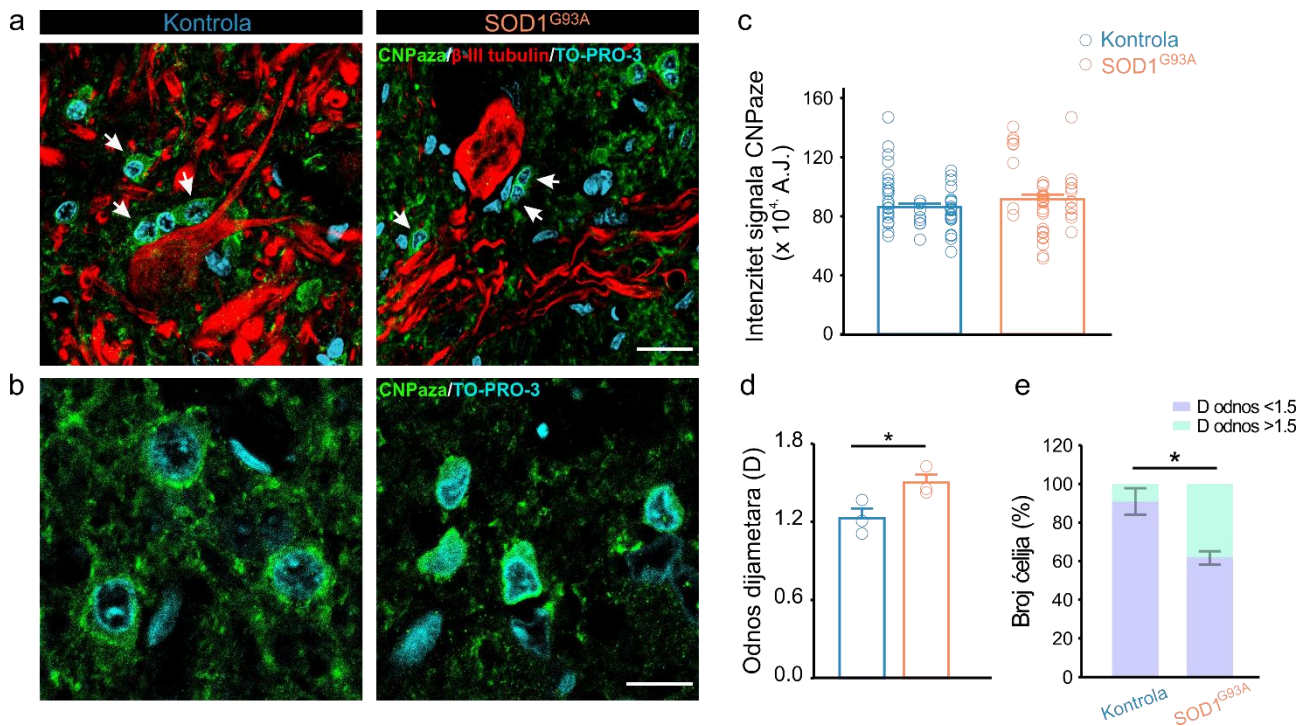 a
Kontrola
SOD1G93A
CNPaza/β-III tubulin/TO-PRO-3
b
CNPaza/TO-PRO-3
c
Kontrola
SOD1G93A
Intenzitet signala CNPaze
(x 10⁴, A.J.)
160
120
80
40
0
d
Odnos dijametara (D)
1.8
1.2
0.6
0.0
*
e
D odnos <1.5
D odnos >1.5
Broj ćelija (%)
120
100
80
60
40
20
0
*
Kontrola
SOD1G93A